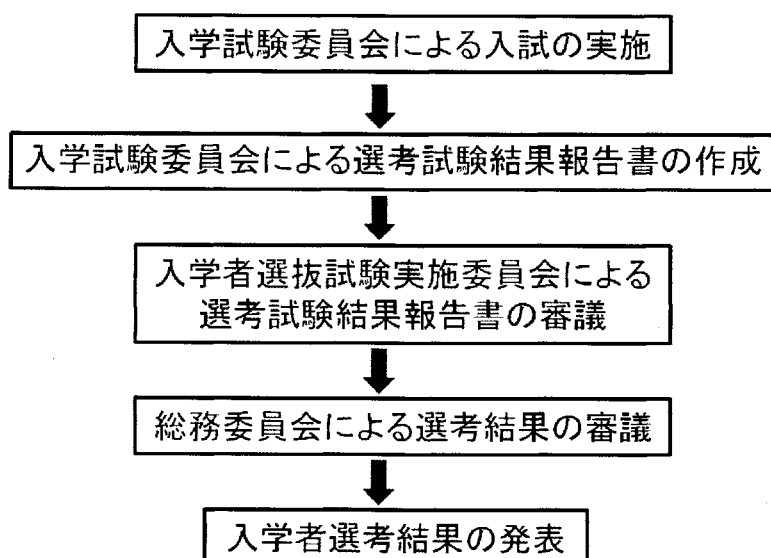 入学試験委員会による入試の実施
入学試験委員会による選考試験結果報告書の作成
入学者選抜試験実施委員会による
選考試験結果報告書の審議
総務委員会による選考結果の審議
入学者選考結果の発表